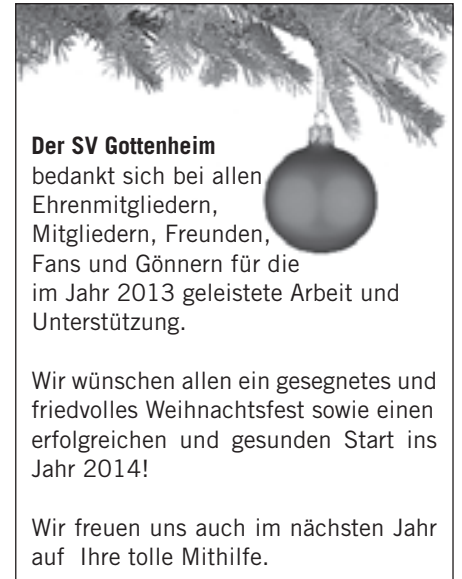 Der SV Gottenheim
bedankt sich bei allen
Ehrenmitgliedern,
Mitgliedern, Freunden,
Fans und Gönnern für die
im Jahr 2013 geleistete Arbeit und
Unterstützung.
Wir wünschen allen ein gesegnetes und
friedvolles Weihnachtsfest sowie einen
erfolgreichen und gesunden Start ins
Jahr 2014!
Wir freuen uns auch im nächsten Jahr
auf Ihre tolle Mithilfe.